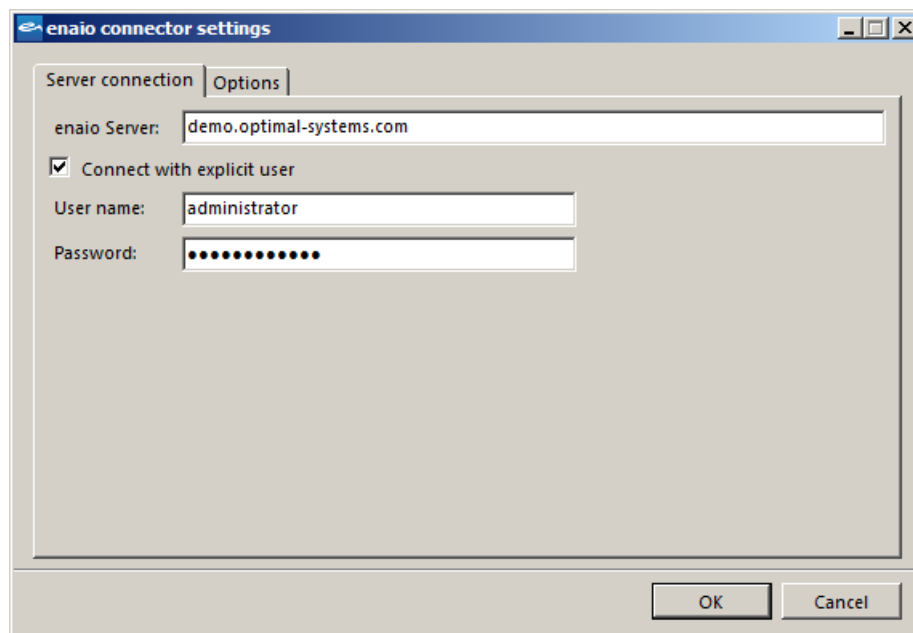 enaio connector settings
Server connection
Options
enaio Server:
demo.optimal-systems.com
Connect with explicit user
User name:
administrator
Password:
••••••••••••
OK
Cancel